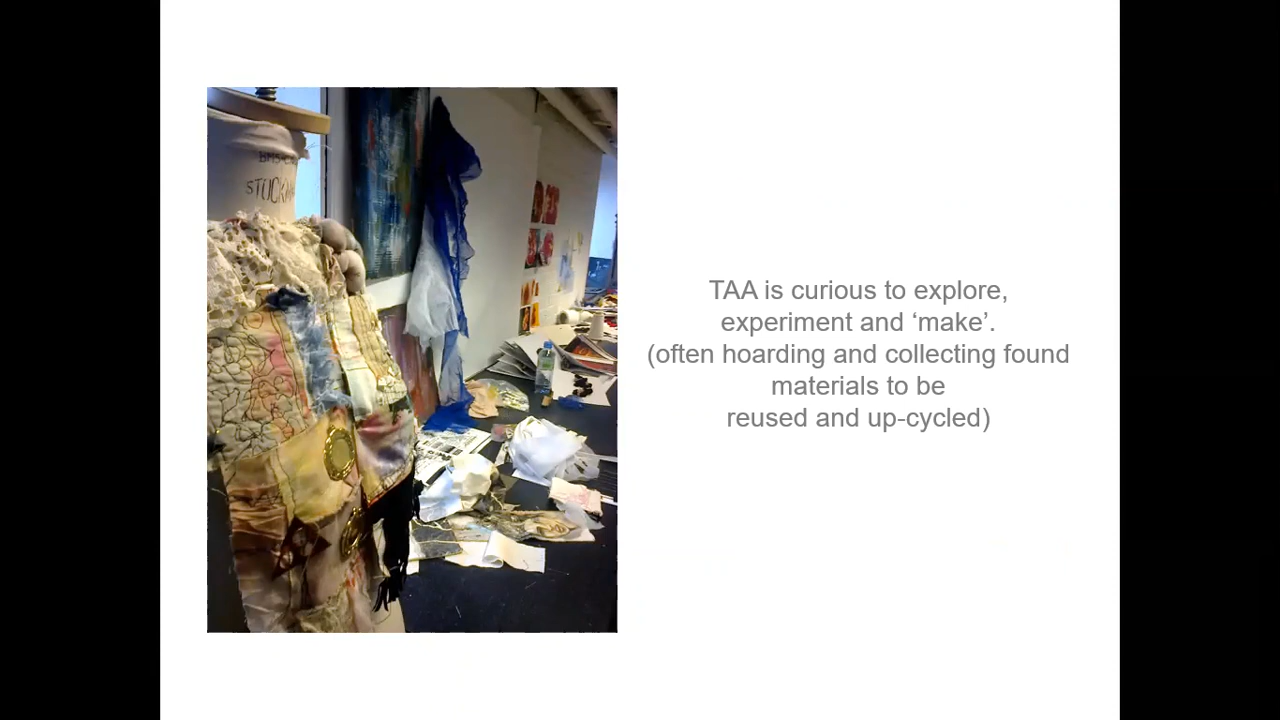 TAA is curious to explore,
experiment and ‘make’.
(often hoarding and collecting found
materials to be
reused and up-cycled)